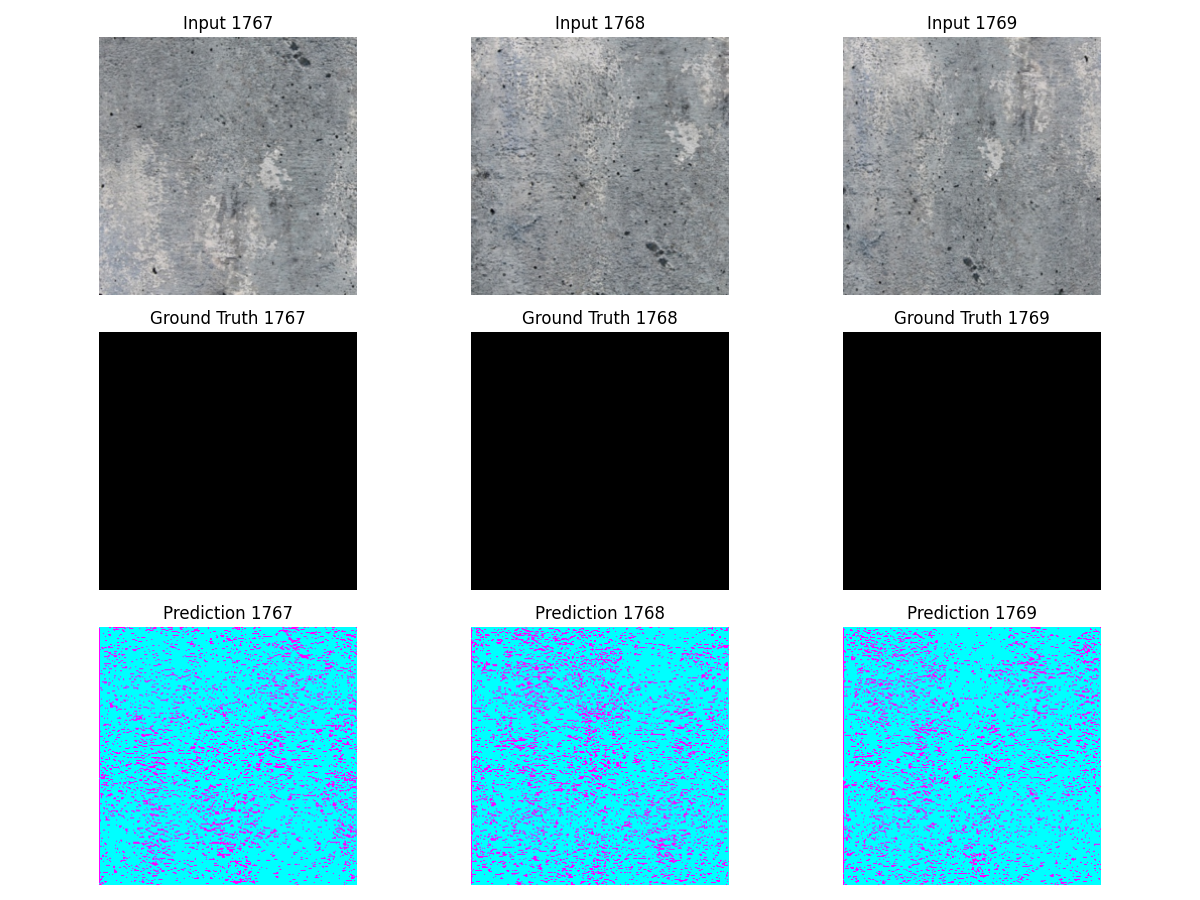 Input 1767
Input 1768
Input 1769
Ground Truth 1767
Ground Truth 1768
Ground Truth 1769
Prediction 1767
Prediction 1768
Prediction 1769